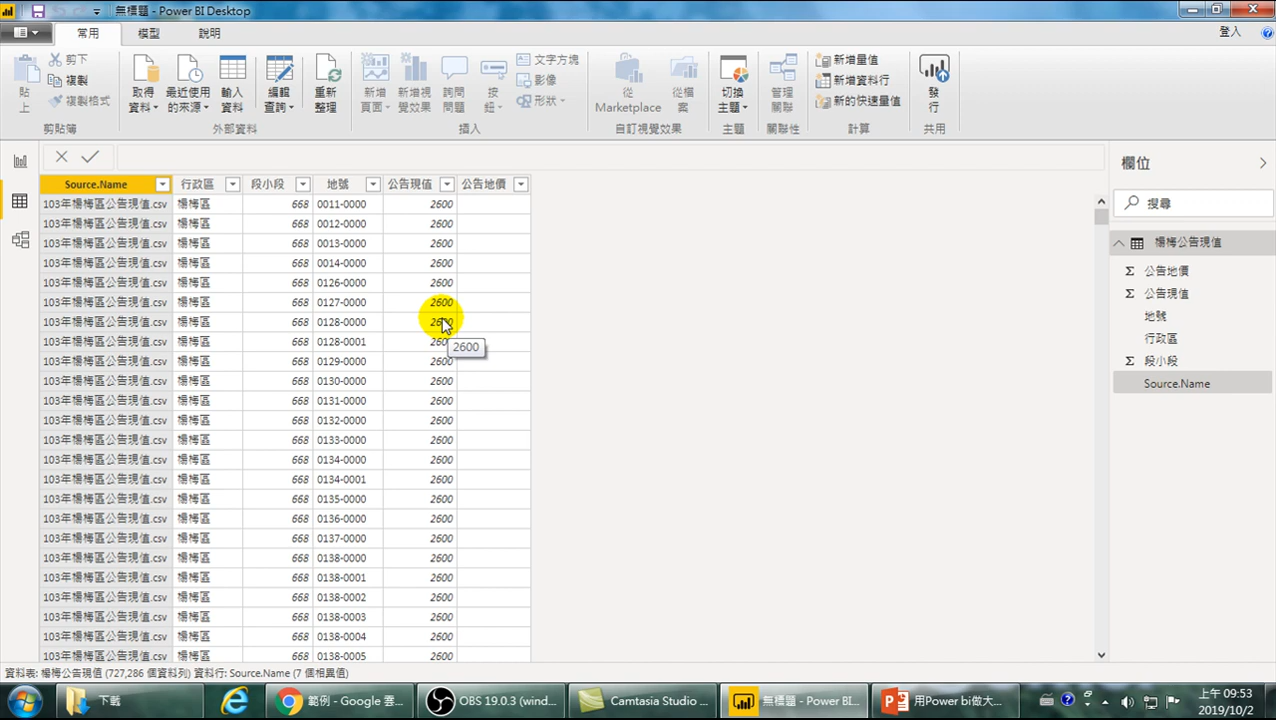 無標題 - Power BI Desktop
常用 模型 說明 登入
貼上 剪下 複製 複製格式
取得資料 最近使用的來源 輸入資料 編輯查詢 重新整理
新增頁面 新增視覺效果 詢問問題 按鈕 文字方塊 影像 形狀
從 Marketplace 從檔案 切換主題 管理關聯 新增量值 新增資料行 新的快速量值 發行
剪貼簿 外部資料 插入 自訂視覺效果 主題 關聯性 計算 共用
Source.Name 行政區 段小段 地號 公告現值 公告地價
103年楊梅區公告現值.csv 楊梅區 668 0011-0000 2600
103年楊梅區公告現值.csv 楊梅區 668 0012-0000 2600
103年楊梅區公告現值.csv 楊梅區 668 0013-0000 2600
103年楊梅區公告現值.csv 楊梅區 668 0014-0000 2600
103年楊梅區公告現值.csv 楊梅區 668 0126-0000 2600
103年楊梅區公告現值.csv 楊梅區 668 0127-0000 2600
103年楊梅區公告現值.csv 楊梅區 668 0128-0000 2600
103年楊梅區公告現值.csv 楊梅區 668 0128-0001 2600
2600
103年楊梅區公告現值.csv 楊梅區 668 0129-0000 2600
103年楊梅區公告現值.csv 楊梅區 668 0130-0000 2600
103年楊梅區公告現值.csv 楊梅區 668 0131-0000 2600
103年楊梅區公告現值.csv 楊梅區 668 0132-0000 2600
103年楊梅區公告現值.csv 楊梅區 668 0133-0000 2600
103年楊梅區公告現值.csv 楊梅區 668 0134-0000 2600
103年楊梅區公告現值.csv 楊梅區 668 0134-0001 2600
103年楊梅區公告現值.csv 楊梅區 668 0135-0000 2600
103年楊梅區公告現值.csv 楊梅區 668 0136-0000 2600
103年楊梅區公告現值.csv 楊梅區 668 0137-0000 2600
103年楊梅區公告現值.csv 楊梅區 668 0138-0000 2600
103年楊梅區公告現值.csv 楊梅區 668 0138-0001 2600
103年楊梅區公告現值.csv 楊梅區 668 0138-0002 2600
103年楊梅區公告現值.csv 楊梅區 668 0138-0003 2600
103年楊梅區公告現值.csv 楊梅區 668 0138-0004 2600
103年楊梅區公告現值.csv 楊梅區 668 0138-0005 2600
欄位
搜尋
楊梅公告現值
Σ 公告地價
Σ 公告現值
地號
行政區
Σ 段小段
Source.Name
資料表: 楊梅公告現值 (727,286 個資料列) 資料行: Source.Name (7 個相異值)
下載 範例 - Google 雲... OBS 19.0.3 (wind... Camtasia Studio ... 無標題 - Power BI... 用Power bi做大...
上午 09:53
2019/10/2